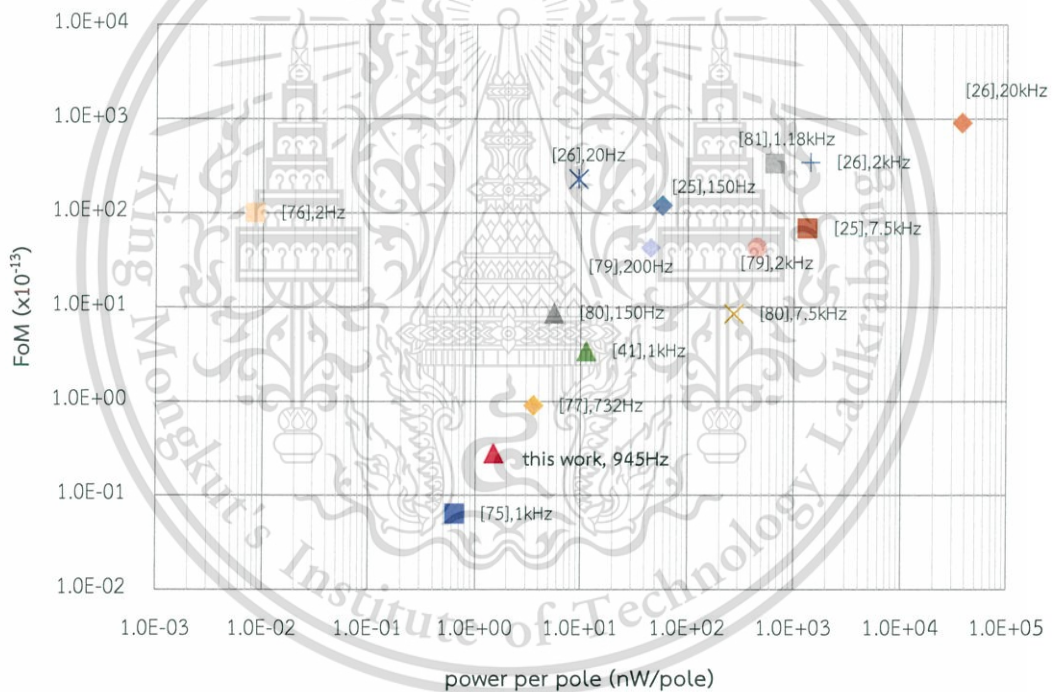 1.0E+04
1.0E+03
1.0E+02
1.0E+01
1.0E+00
1.0E-01
1.0E-02
FoM (x10-13)
[26],20kHz
[81],1.18kHz
[26],20Hz
[26],2kHz
[25],150Hz
[76],2Hz
[25],7.5kHz
[79],200Hz
[79],2kHz
[80],150Hz
[80],7.5kHz
[41],1kHz
[77],732Hz
this work, 945Hz
[75],1kHz
1.0E-03 1.0E-02 1.0E-01 1.0E+00 1.0E+01 1.0E+02 1.0E+03 1.0E+04 1.0E+05
power per pole (nW/pole)
King Mongkut's Institute of Technology Ladkrabang